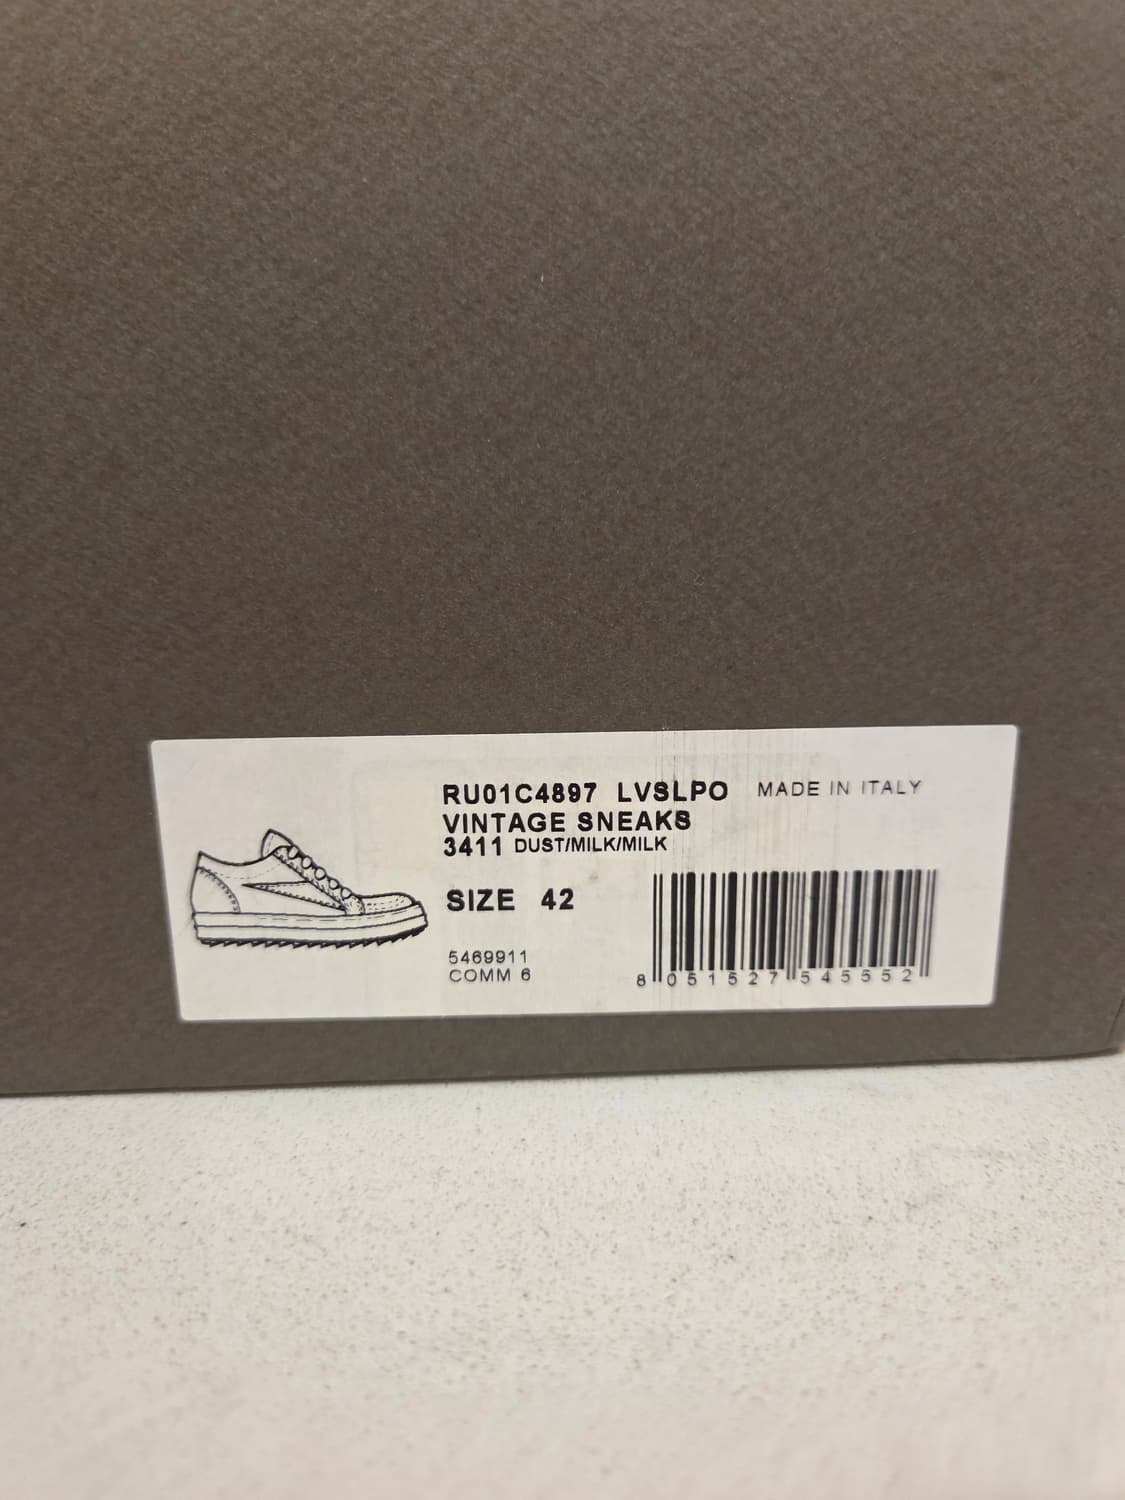 RU01C4897 LVSLPO MADE IN ITALY
VINTAGE SNEAKS
3411 DUST/MILK/MILK
SIZE 42
5469911
COMM 6
8 051527 545552